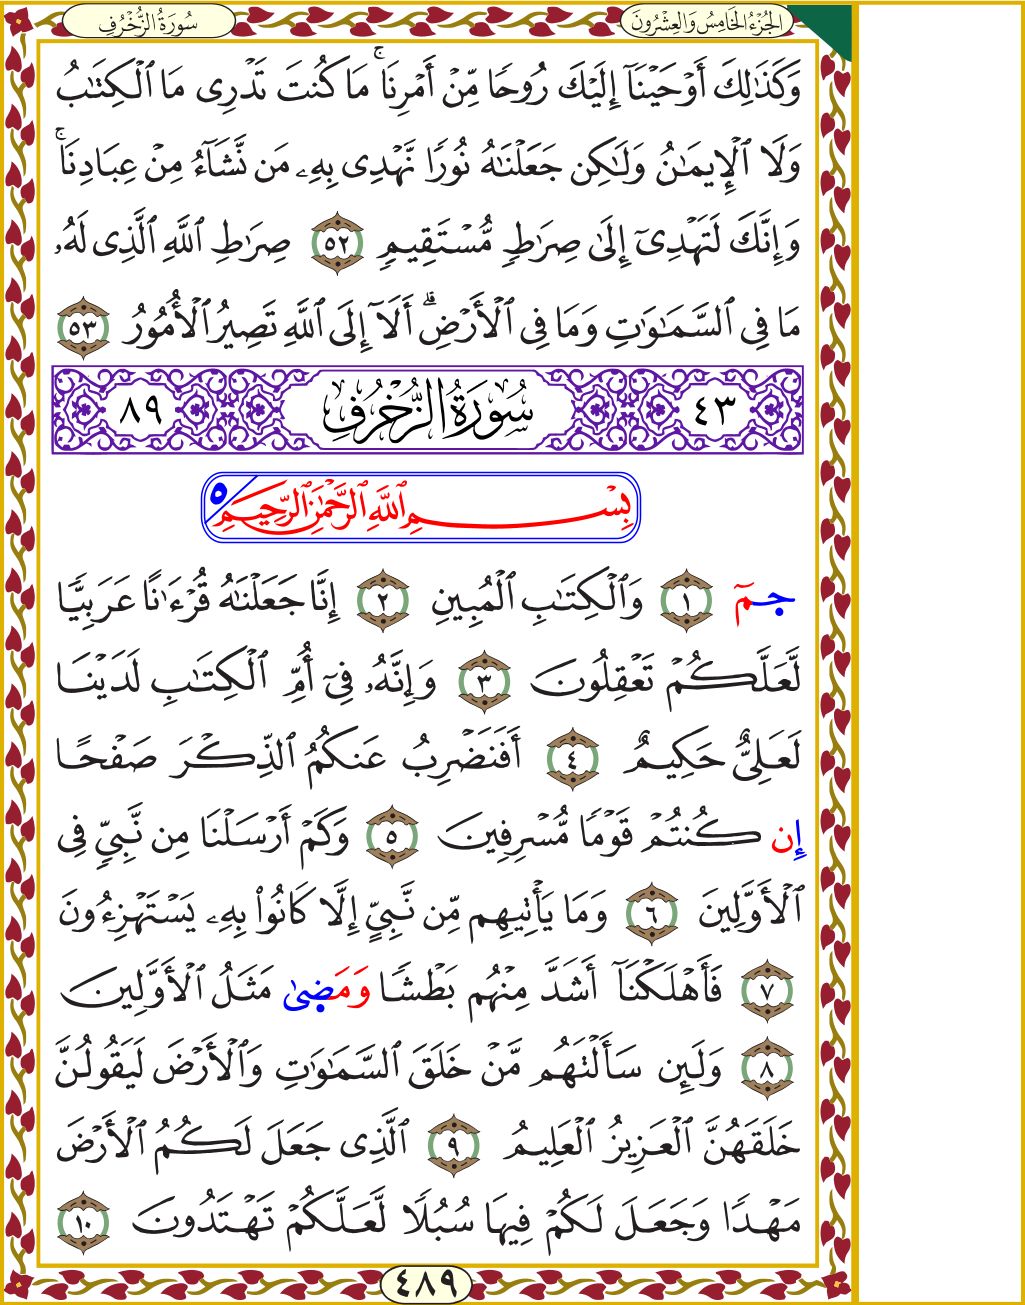 الجُزْءُ الخَامِسُ وَالعِشْرُونَ
سُورَةُ الزُّخْرُفِ
وَكَذَٰلِكَ أَوْحَيْنَآ إِلَيْكَ رُوحًا مِّنْ أَمْرِنَا ۚ مَا كُنتَ تَدْرِى مَا ٱلْكِتَٰبُ
وَلَا ٱلْإِيمَٰنُ وَلَٰكِن جَعَلْنَٰهُ نُورًا نَّهْدِى بِهِۦ مَن نَّشَآءُ مِنْ عِبَادِنَا ۚ
وَإِنَّكَ لَتَهْدِىٓ إِلَىٰ صِرَٰطٍ مُّسْتَقِيمٍ ٥٢ صِرَٰطِ ٱللَّهِ ٱلَّذِى لَهُۥ
مَا فِى ٱلسَّمَٰوَٰتِ وَمَا فِى ٱلْأَرْضِ ۗ أَلَآ إِلَى ٱللَّهِ تَصِيرُ ٱلْأُمُورُ ٥٣
٤٣ سُورَةُ الزُّخْرُفِ ٨٩
بِسْمِ ٱللَّهِ ٱلرَّحْمَٰنِ ٱلرَّحِيمِ ٥
جمٓ ١ وَٱلْكِتَٰبِ ٱلْمُبِينِ ٢ إِنَّا جَعَلْنَٰهُ قُرْءَٰنًا عَرَبِيًّا
لَّعَلَّكُمْ تَعْقِلُونَ ٣ وَإِنَّهُۥ فِىٓ أُمِّ ٱلْكِتَٰبِ لَدَيْنَا
لَعَلِىٌّ حَكِيمٌ ٤ أَفَنَضْرِبُ عَنكُمُ ٱلذِّكْرَ صَفْحًا
إِن كُنتُمْ قَوْمًا مُّسْرِفِينَ ٥ وَكَمْ أَرْسَلْنَا مِن نَّبِىٍّ فِى
ٱلْأَوَّلِينَ ٦ وَمَا يَأْتِيهِم مِّن نَّبِىٍّ إِلَّا كَانُوا۟ بِهِۦ يَسْتَهْزِءُونَ
٧ فَأَهْلَكْنَآ أَشَدَّ مِنْهُم بَطْشًا وَمَضِىٰ مَثَلُ ٱلْأَوَّلِينَ
٨ وَلَئِن سَأَلْتَهُم مَّنْ خَلَقَ ٱلسَّمَٰوَٰتِ وَٱلْأَرْضَ لَيَقُولُنَّ
خَلَقَهُنَّ ٱلْعَزِيزُ ٱلْعَلِيمُ ٩ ٱلَّذِى جَعَلَ لَكُمُ ٱلْأَرْضَ
مَهْدًا وَجَعَلَ لَكُمْ فِيهَا سُبُلًا لَّعَلَّكُمْ تَهْتَدُونَ ١٠
٤٨٩